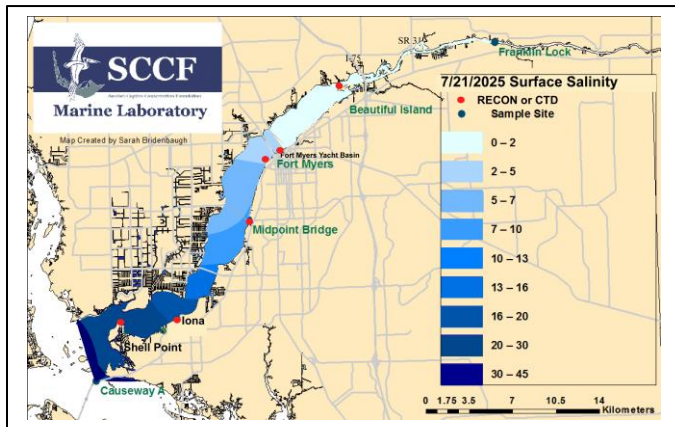 SCCF
Marine Laboratory
Map Created by Sarah Bridenbaugh
SR 31
I-75
Franklin Lock
Beautiful Island
7/21/2025 Surface Salinity
RECON or CTD
Sample Site
0 – 2
2 – 5
5 – 7
7 – 10
10 – 13
13 – 16
16 – 20
20 – 30
30 – 45
Fort Myers Yacht Basin
Fort Myers
Midpoint Bridge
Iona
Shell Point
Causeway A
0 1.75 3.5 7 10.5 14
Kilometers